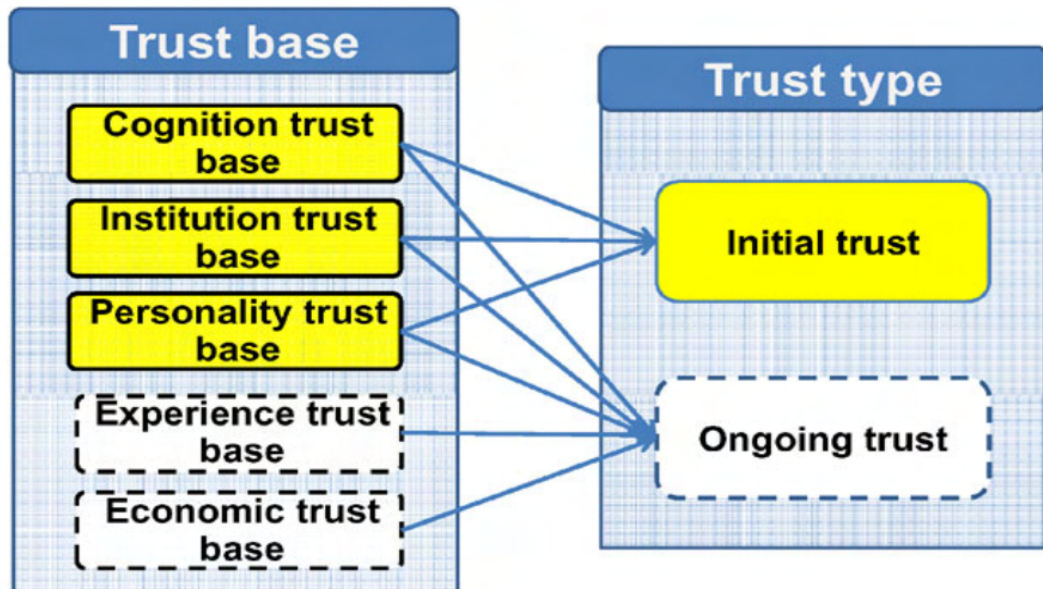 Trust base
Cognition trust
base
Institution trust
base
Personality trust
base
Experience trust
base
Economic trust
base
Trust type
Initial trust
Ongoing trust